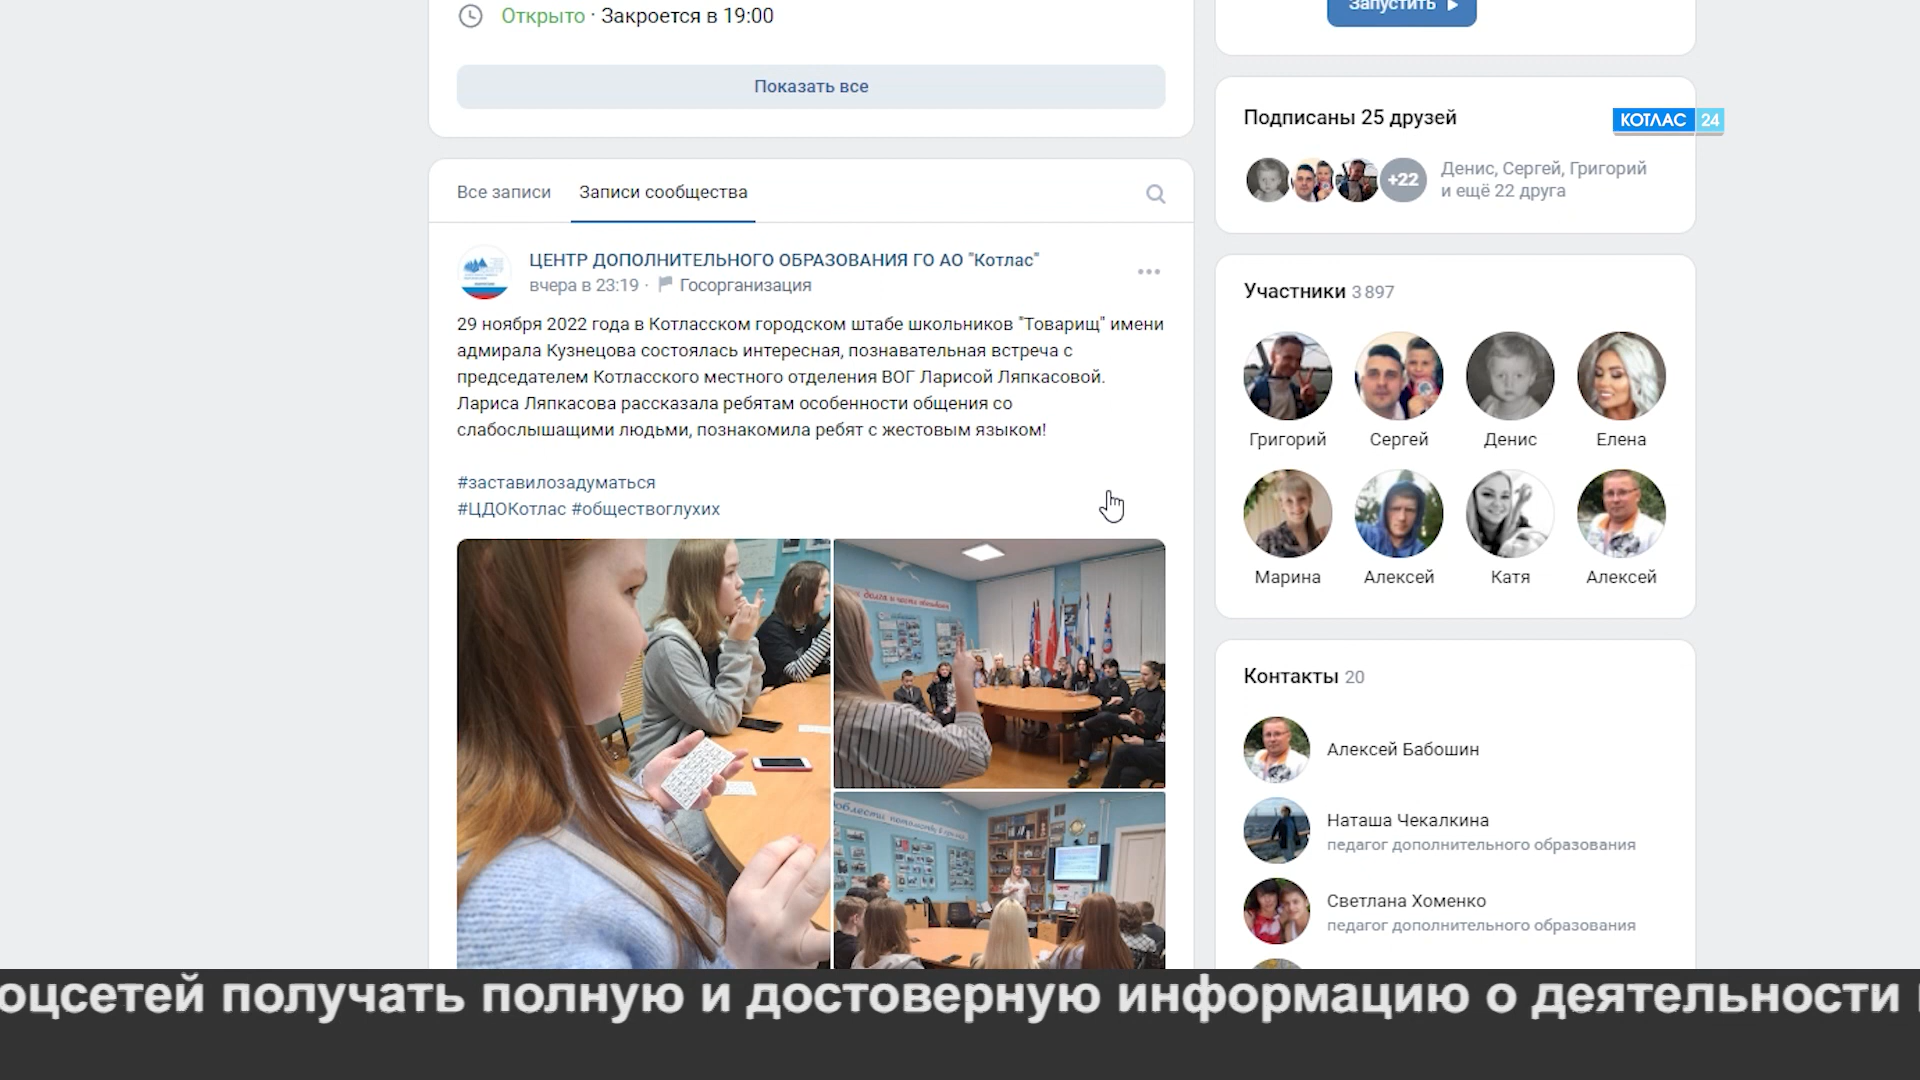 Открыто · Закроется в 19:00
Запустить
Показать все
Все записи
Записи сообщества
ЦЕНТР ДОПОЛНИТЕЛЬНОГО ОБРАЗОВАНИЯ ГО АО "Котлас"
вчера в 23:19 · Госорганизация
29 ноября 2022 года в Котласском городском штабе школьников "Товарищ" имени
адмирала Кузнецова состоялась интересная, познавательная встреча с
председателем Котласского местного отделения ВОГ Ларисой Ляпкасовой.
Лариса Ляпкасова рассказала ребятам особенности общения со
слабослышащими людьми, познакомила ребят с жестовым языком!
#заставилозадуматься
#ЦДОКотлас #обществоглухих
Подписаны 25 друзей
КОТЛАС 24
+22
Денис, Сергей, Григорий
и ещё 22 друга
Участники 3 897
Григорий
Сергей
Денис
Елена
Марина
Алексей
Катя
Алексей
Контакты 20
Алексей Бабошин
Наташа Чекалкина
педагог дополнительного образования
Светлана Хоменко
педагог дополнительного образования
оцсетей получать полную и достоверную информацию о деятельности